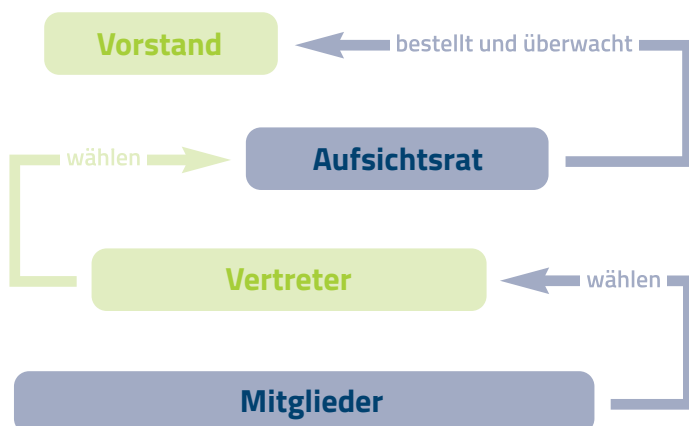 Vorstand
bestellt und überwacht
wählen
Aufsichtsrat
Vertreter
wählen
Mitglieder